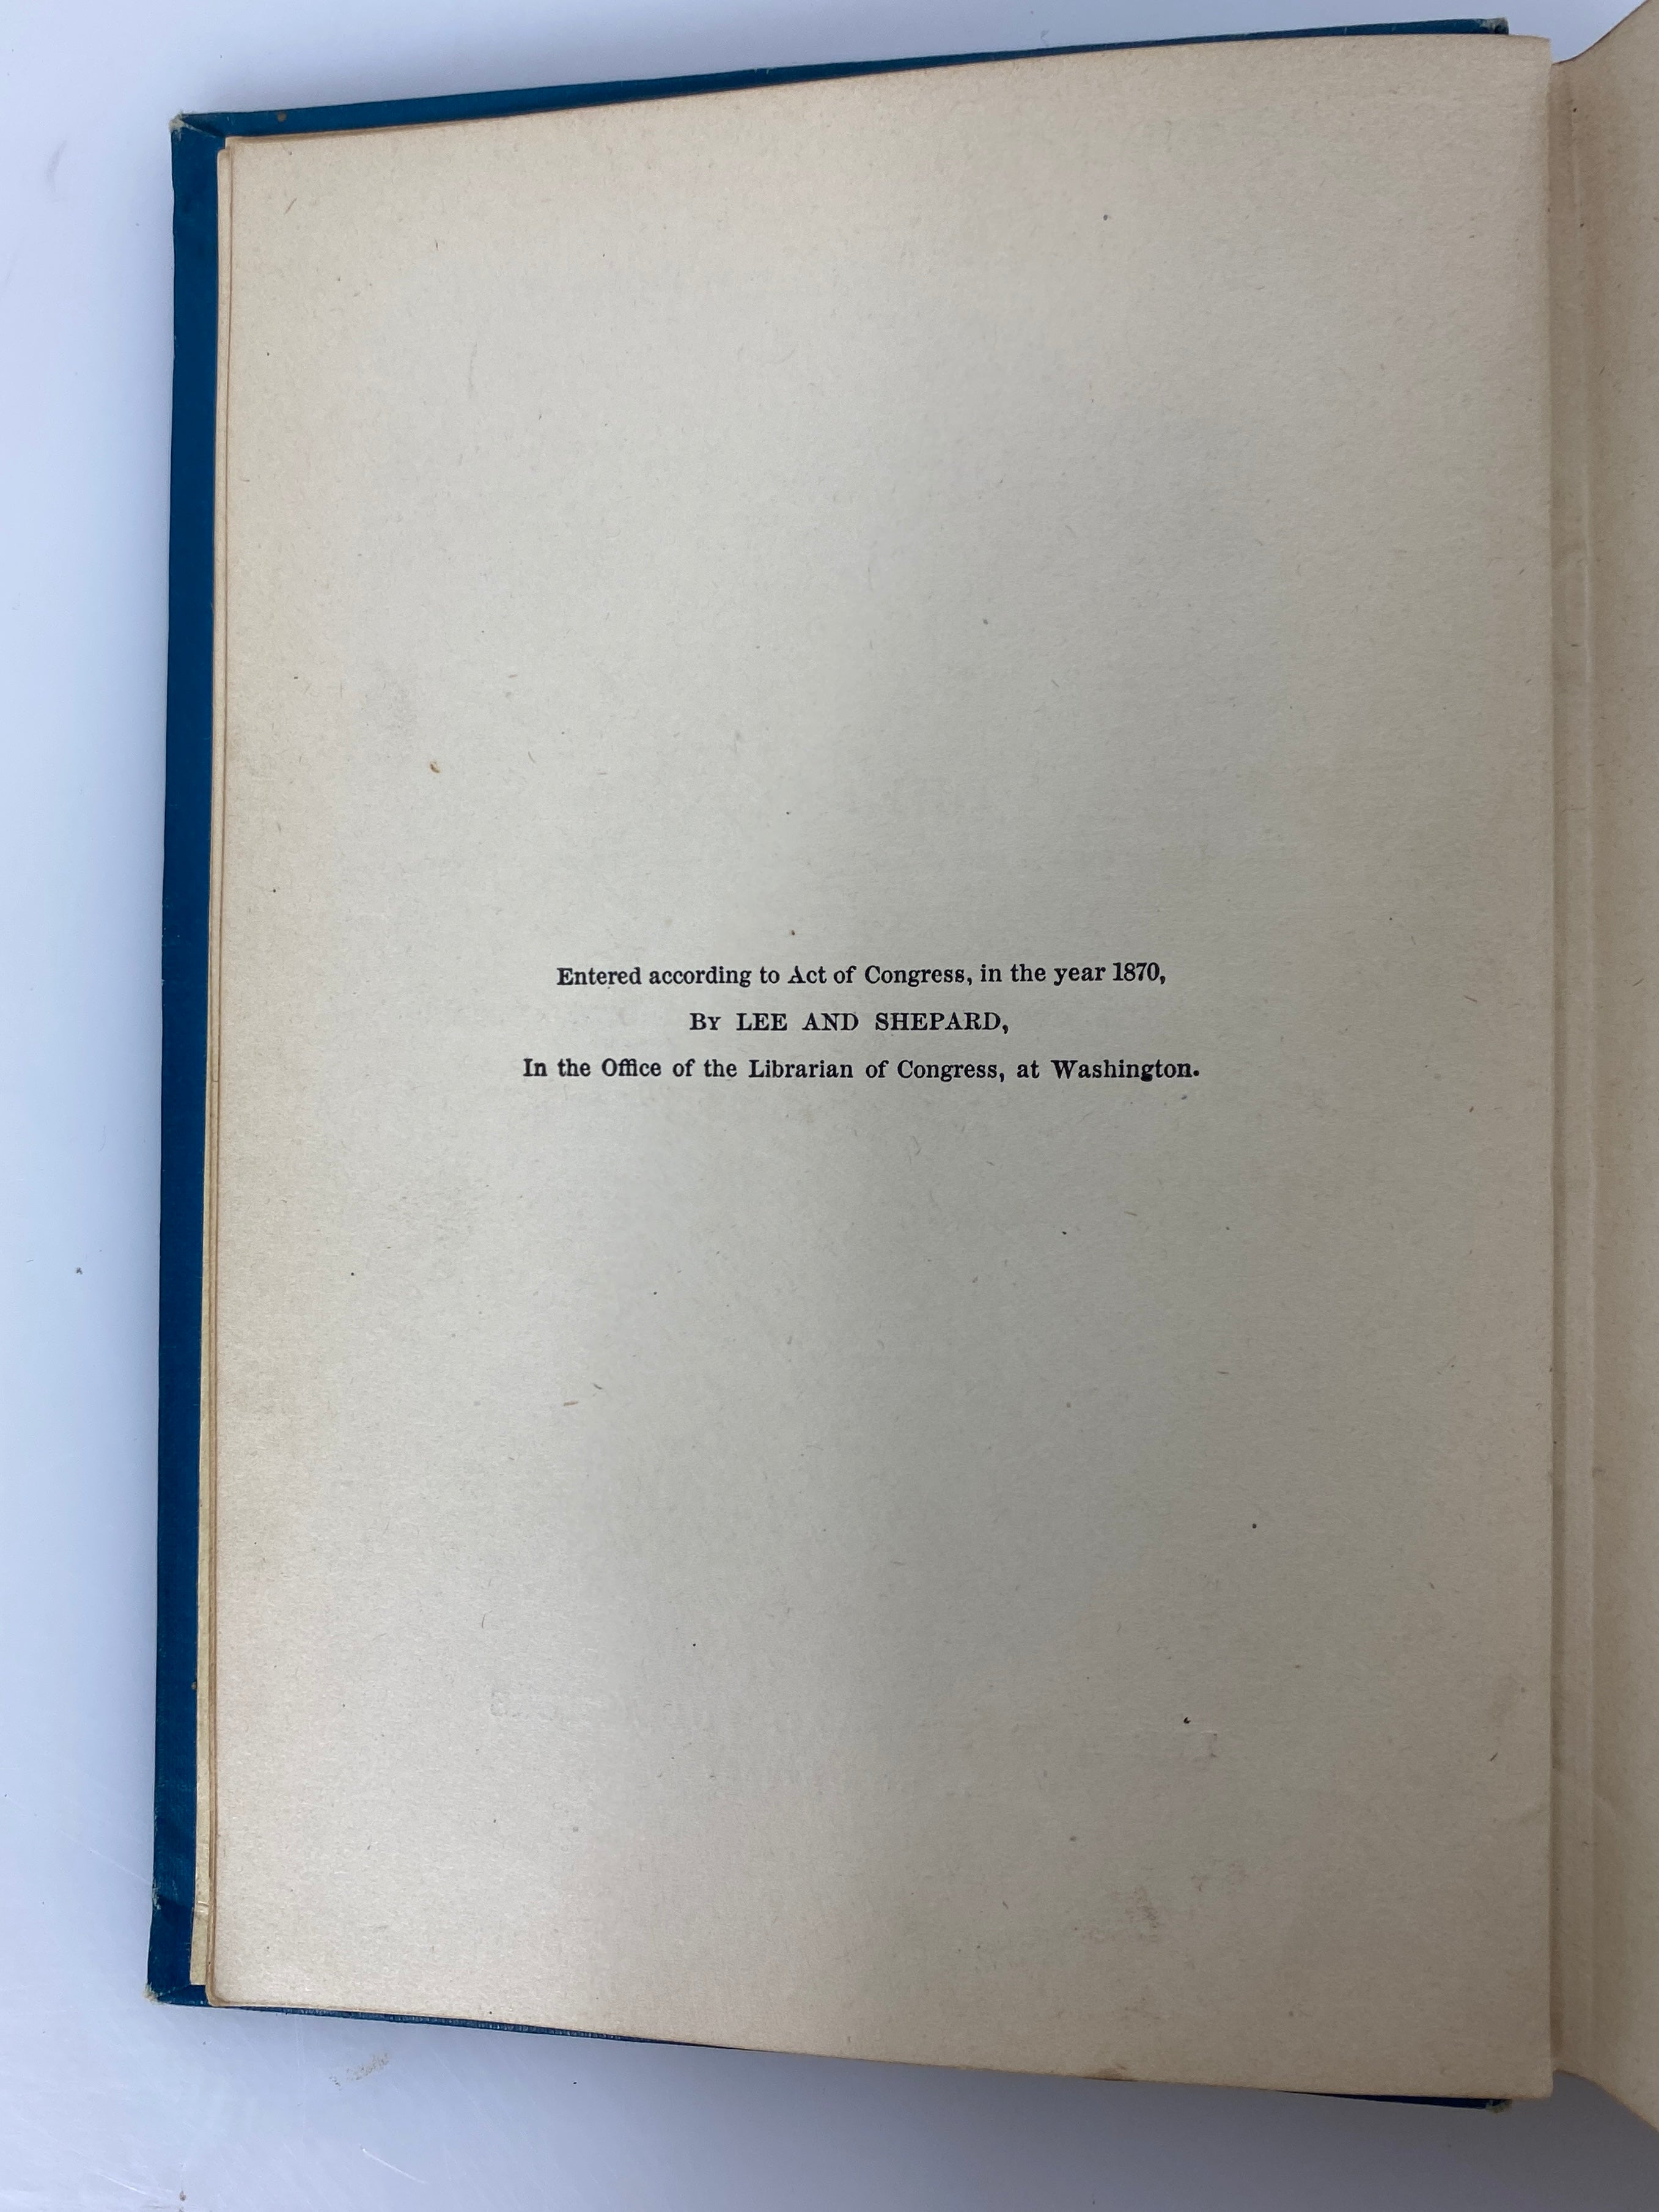 Entered according to Act of Congress, in the year 1870,
By LEE AND SHEPARD,
In the Office of the Librarian of Congress, at Washington.